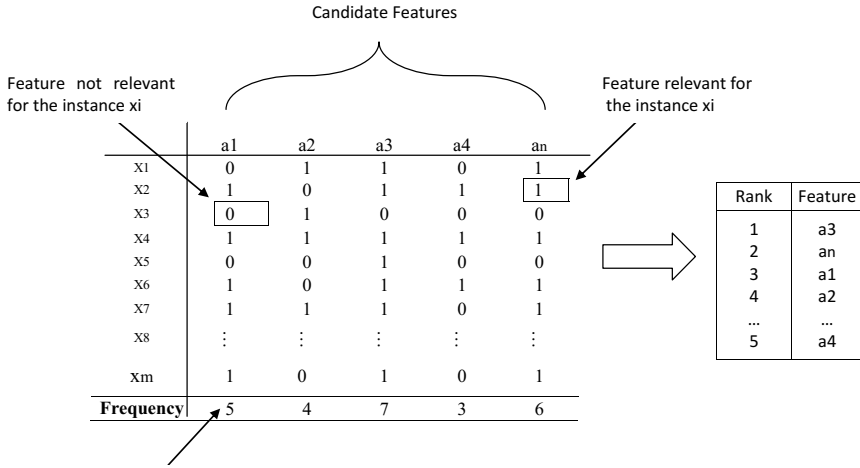 Candidate Features
Feature not relevant
for the instance xi
Feature relevant for
the instance xi
a1 a2 a3 a4 an
X1 0 1 1 0 1
X2 1 0 1 1 1
X3 0 1 0 0 0
X4 1 1 1 1 1
X5 0 0 1 0 0
X6 1 0 1 1 1
X7 1 1 1 0 1
X8 ⋮ ⋮ ⋮ ⋮ ⋮
Xm 1 0 1 0 1
Frequency 5 4 7 3 6
Rank Feature
1 a3
2 an
3 a1
4 a2
... ...
5 a4